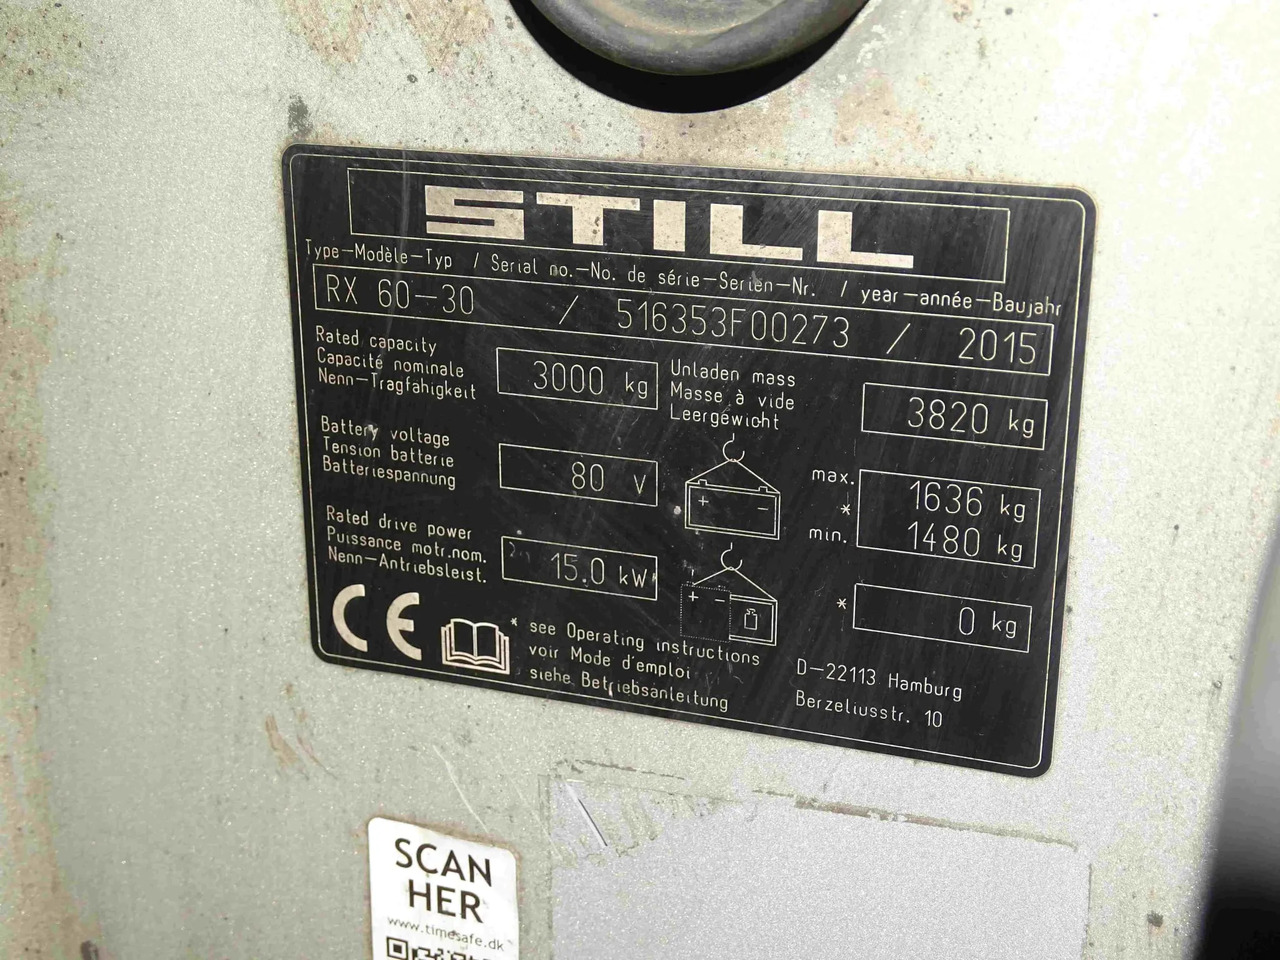 STILL
Type-Modèle-Typ / Serial no.-No. de série-Serien-Nr. / year-année-Baujahr
RX 60-30 / 516353F00273 / 2015
Rated capacity
Capacité nominale
Nenn-Tragfähigkeit
3000 kg
Unladen mass
Masse à vide
Leergewicht
3820 kg
Battery voltage
Tension batterie
Batteriespannung
80 V
+ -
max. 1636 kg
*
min. 1480 kg
Rated drive power
Puissance motr.nom.
Nenn-Antriebsleist.
15.0 kW
+ -
* 0 kg
CE
* see Operating instructions
voir Mode d'emploi
siehe Betriebsanleitung
D-22113 Hamburg
Berzeliusstr. 10
SCAN
HER
www.timesafe.dk